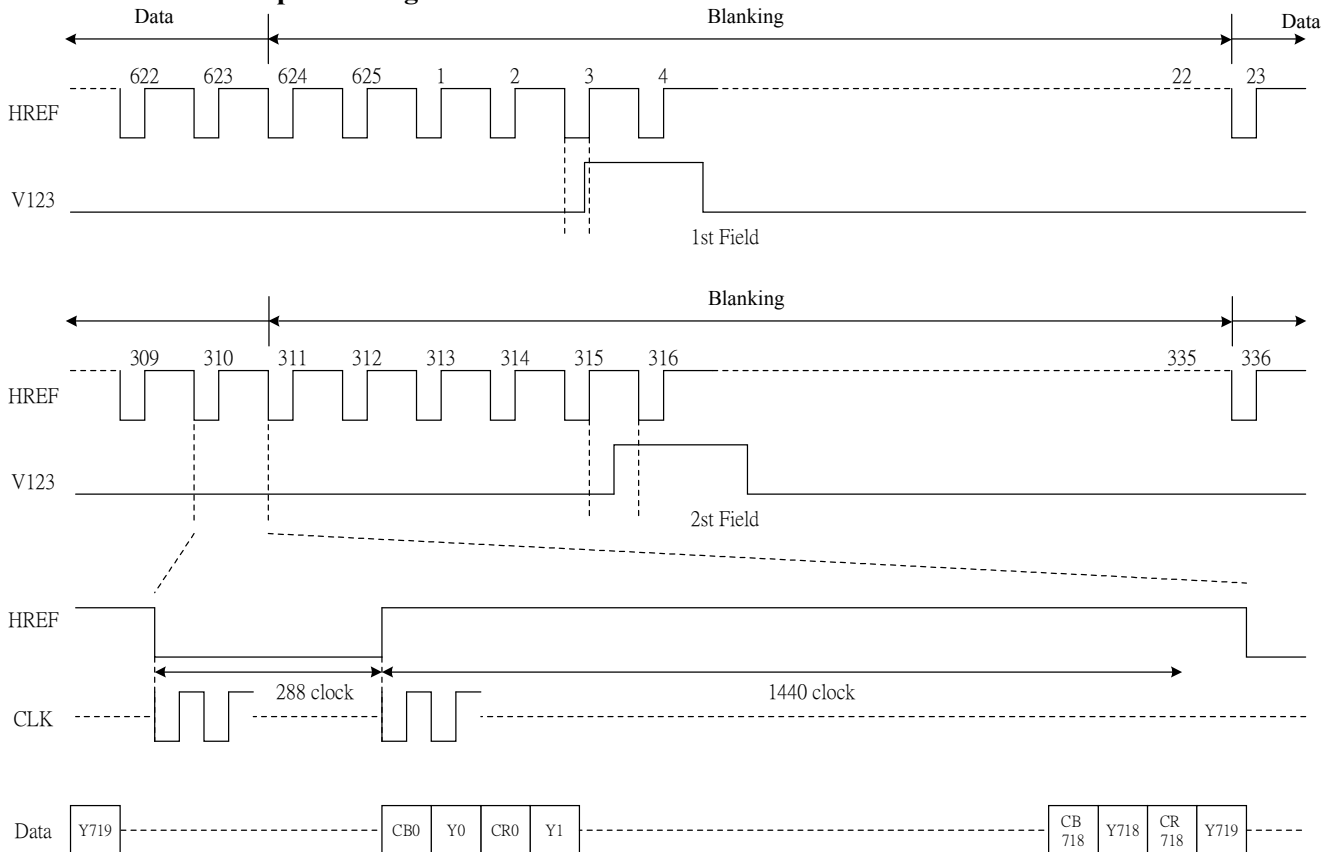 Data Blanking Data
622 623 624 625 1 2 3 4 22 23
HREF
V123
1st Field
Blanking
309 310 311 312 313 314 315 316 335 336
HREF
V123
2st Field
HREF
288 clock 1440 clock
CLK
Data Y719 CB0 Y0 CR0 Y1 CB 718 Y718 CR 718 Y719